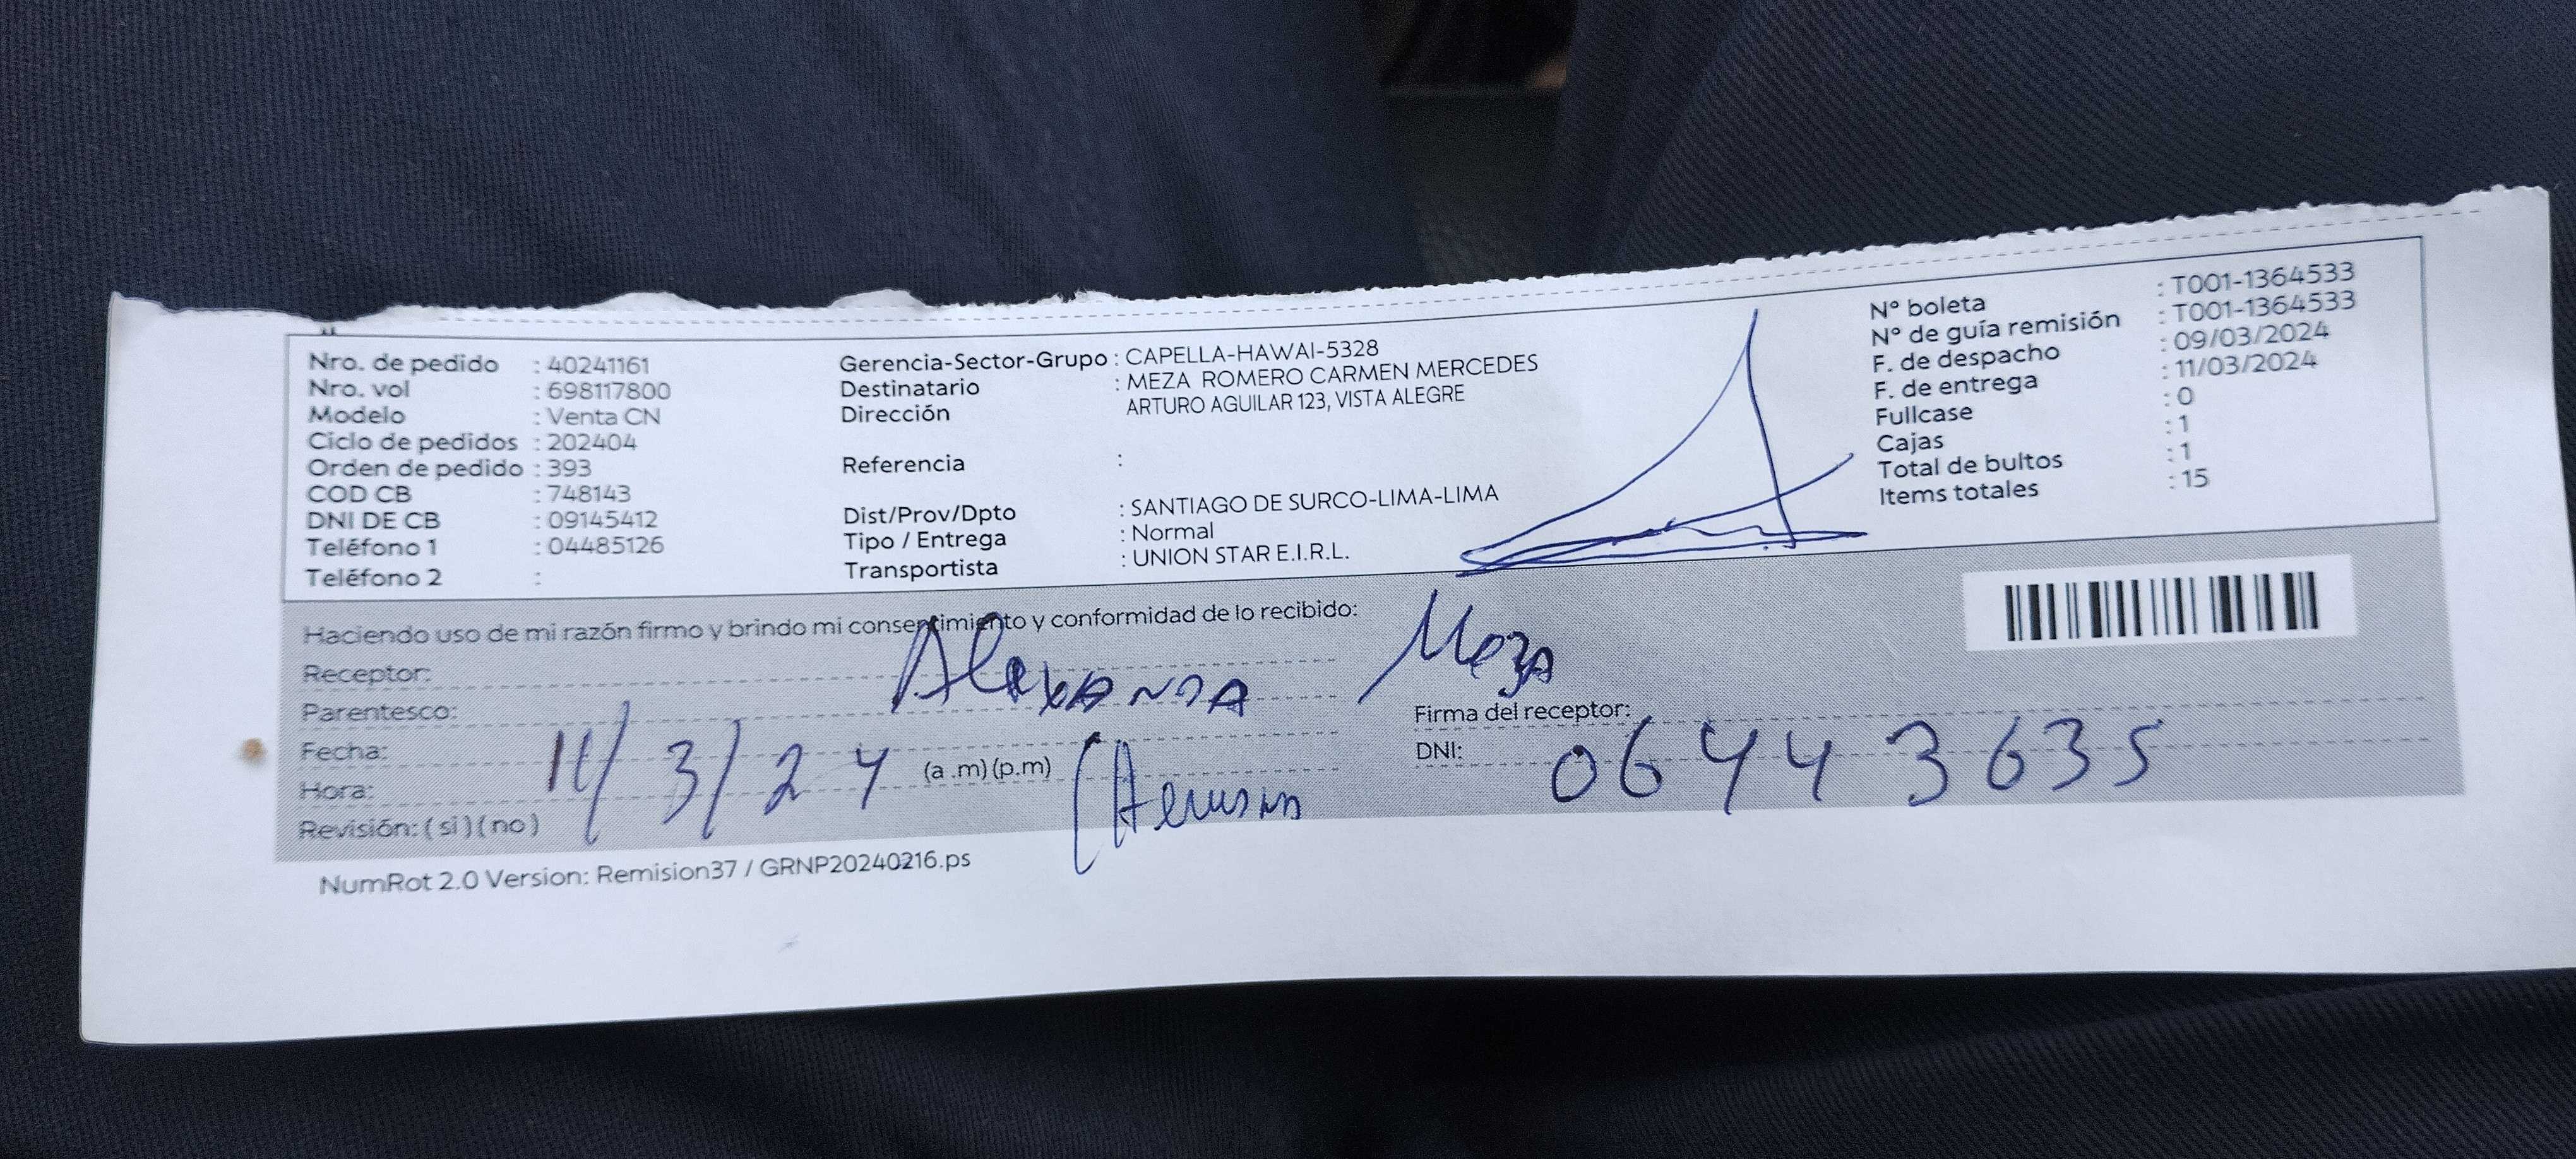 Nro. de pedido : 40241161
Nro. vol : 698117800
Modelo : Venta CN
Ciclo de pedidos : 202404
Orden de pedido : 393
COD CB : 748143
DNI DE CB : 09145412
Teléfono 1 : 04485126
Teléfono 2 :
Gerencia-Sector-Grupo : CAPELLA-HAWAI-5328
Destinatario : MEZA ROMERO CARMEN MERCEDES
Dirección ARTURO AGUILAR 123, VISTA ALEGRE
Referencia :
Dist/Prov/Dpto : SANTIAGO DE SURCO-LIMA-LIMA
Tipo / Entrega : Normal
Transportista : UNION STAR E.I.R.L.
N° boleta : T001-1364533
N° de guía remisión : T001-1364533
F. de despacho : 09/03/2024
F. de entrega : 11/03/2024
Fullcase : 0
Cajas : 1
Total de bultos : 1
Items totales : 15
Haciendo uso de mi razón firmo y brindo mi consentimiento y conformidad de lo recibido:
Receptor: Meza
Parentesco:
Firma del receptor:
Fecha: 11/3/24
DNI: 06443635
Hora: (a .m) (p.m)
Revisión: ( si ) ( no )
NumRot 2.0 Version: Remision37 / GRNP20240216.ps